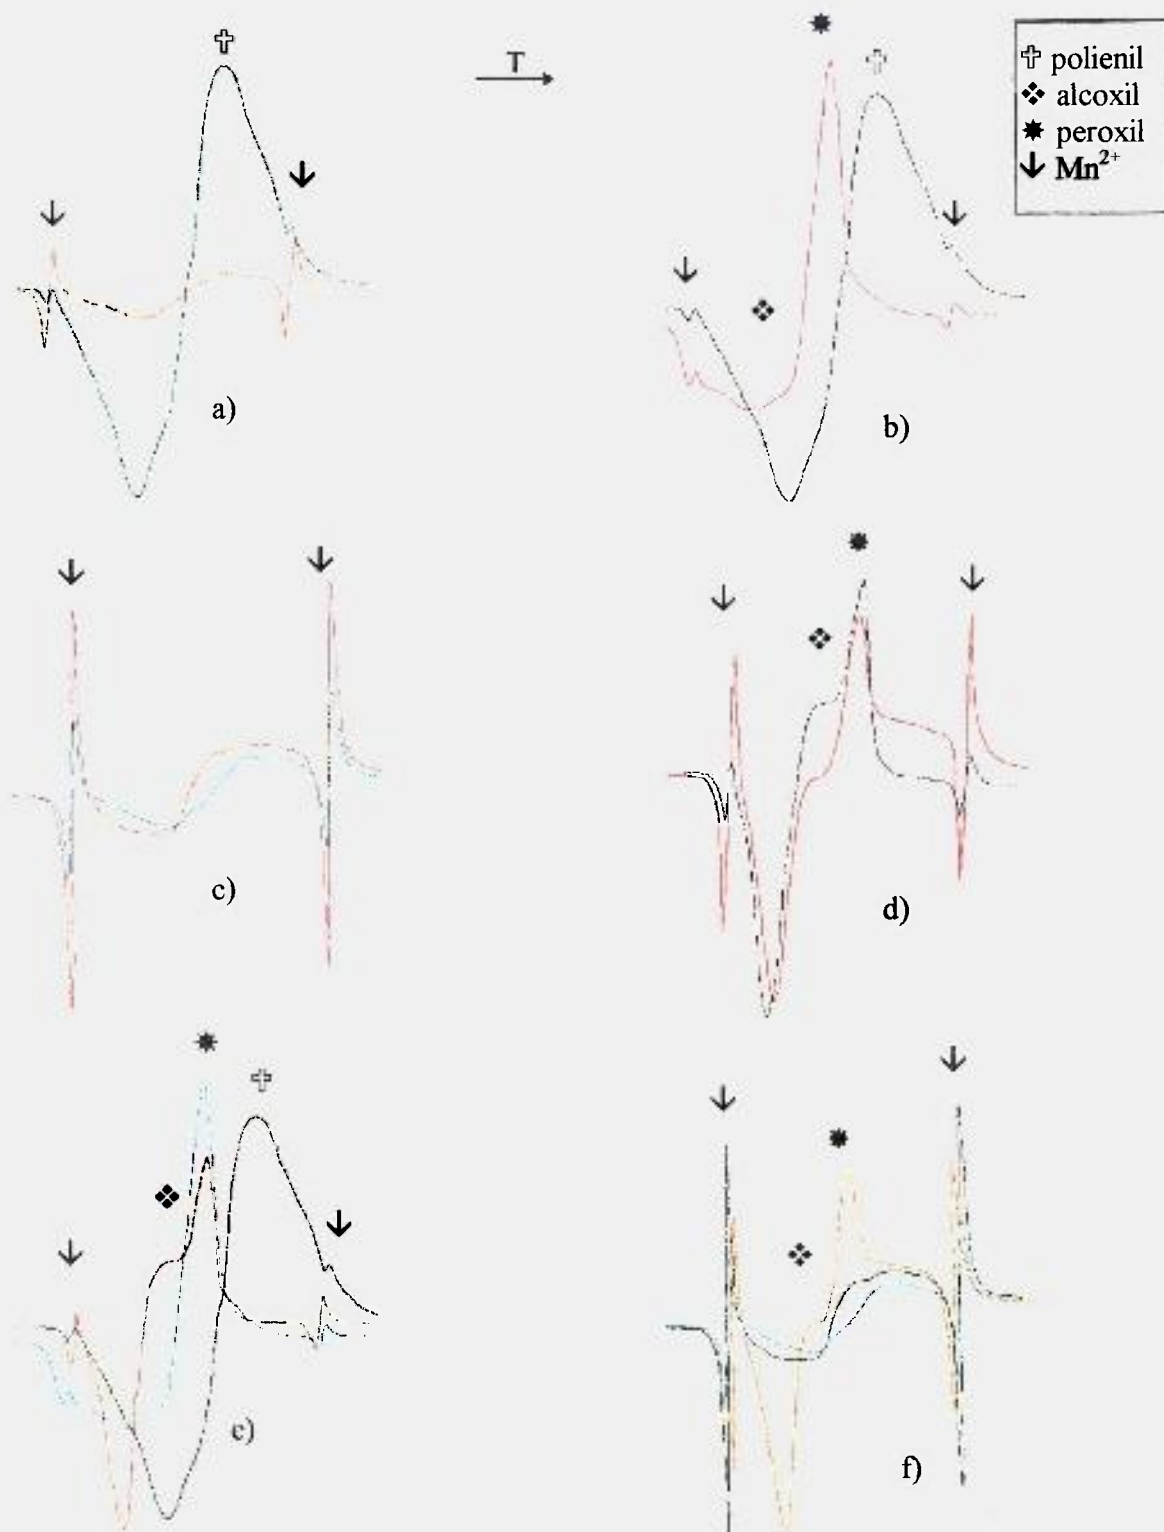 T
✞ polienil
❖ alcoxil
✷ peroxil
↓ Mn²⁺
a)
b)
c)
d)
e)
f)